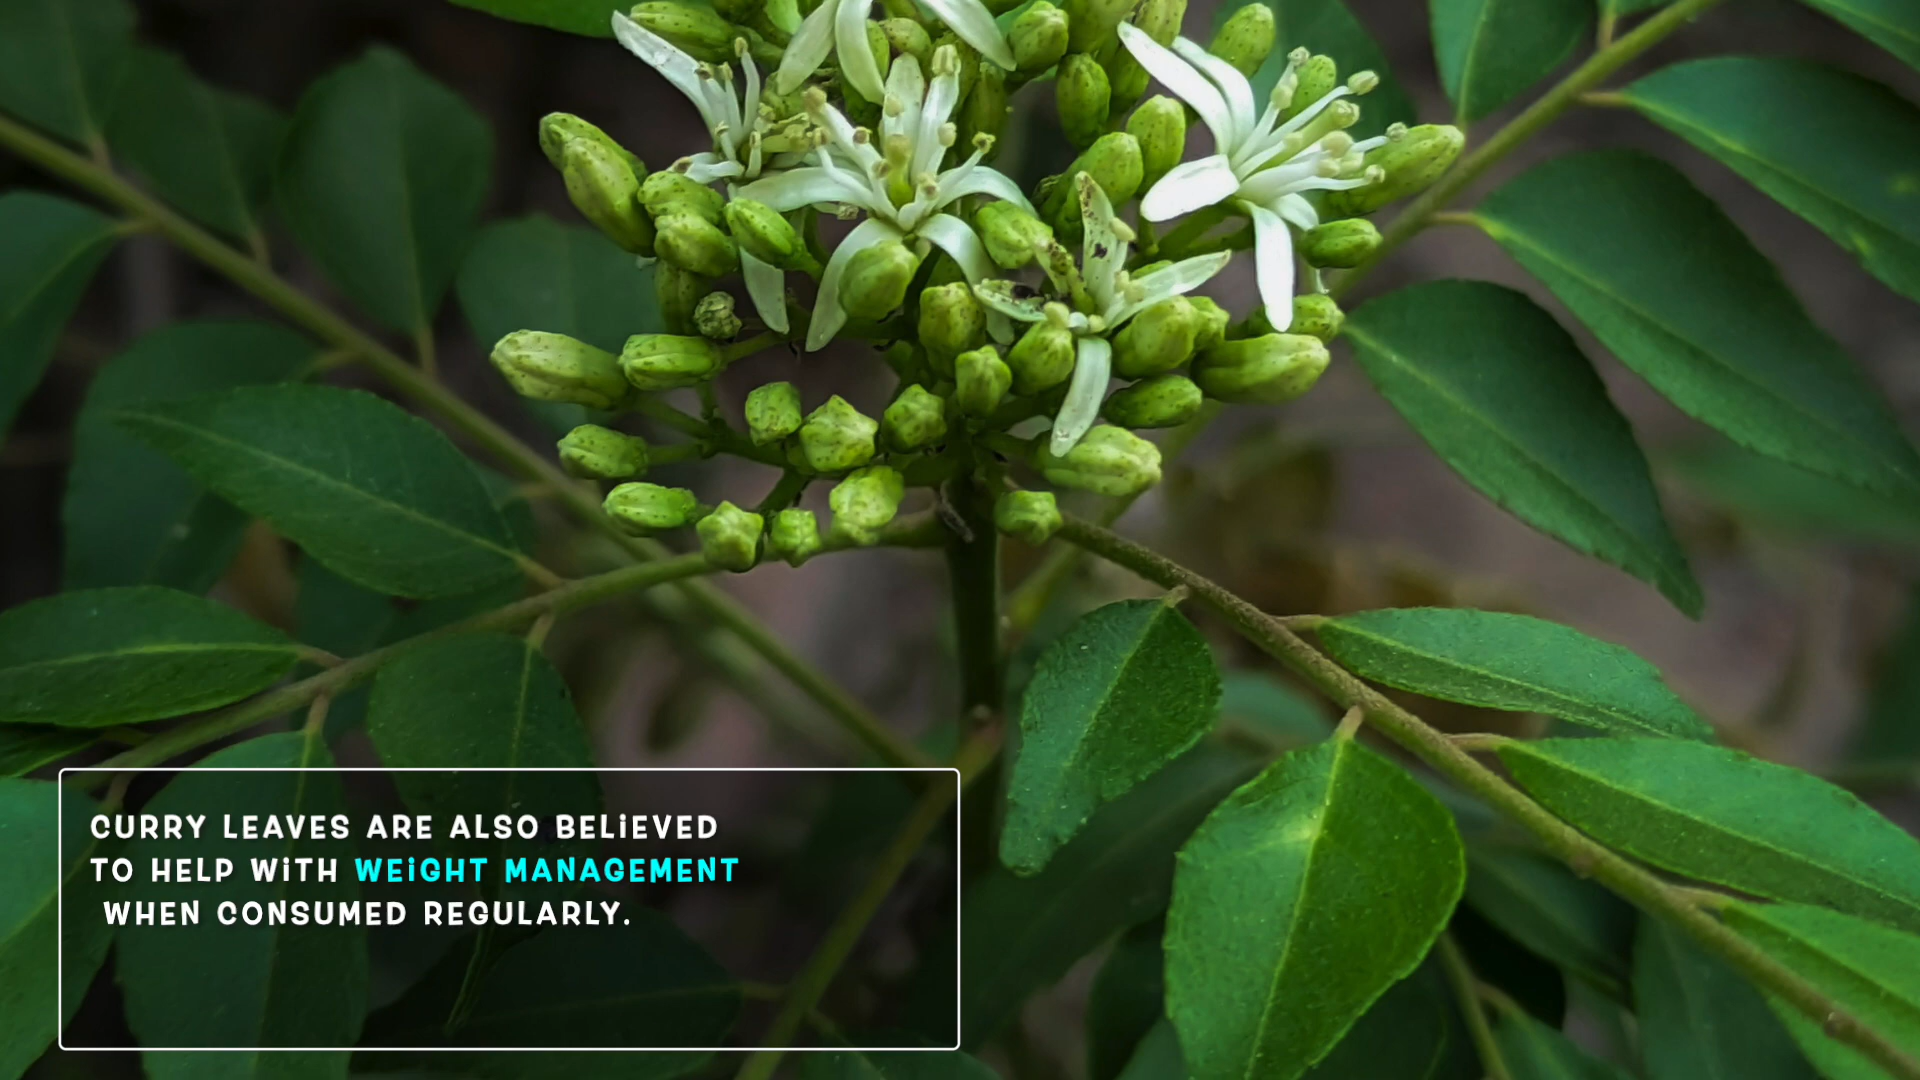 CURRY LEAVES ARE ALSO BELiEVED
TO HELP WiTH WEiGHT MANAGEMENT
WHEN CONSUMED REGULARLY.